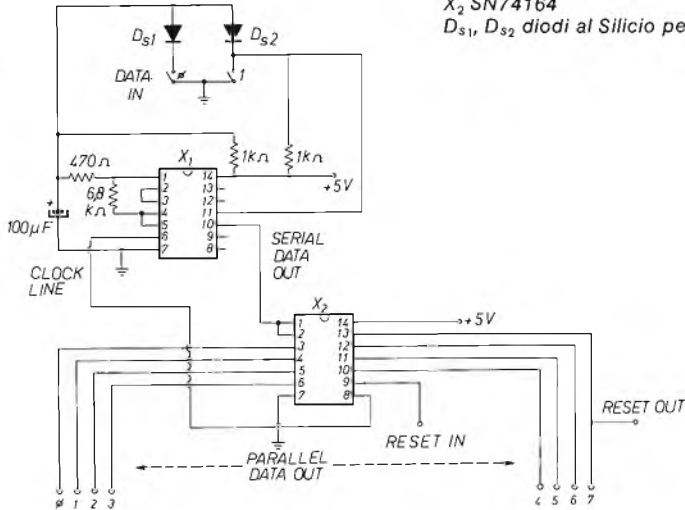 X₂ SN74164
Ds1, Ds2 diodi al Silicio pe
Ds1
Ds2
DATA IN
ø
1
470Ω
6,8 kΩ
1kΩ
1kΩ
+5V
X₁
1
2
3
4
5
6
7
14
13
12
11
10
9
8
+
100µF
CLOCK LINE
SERIAL DATA OUT
X₂
1
2
3
4
5
6
7
14
13
12
11
10
9
8
+5V
RESET IN
RESET OUT
PARALLEL DATA OUT
ø 1 2 3
4 5 6 7